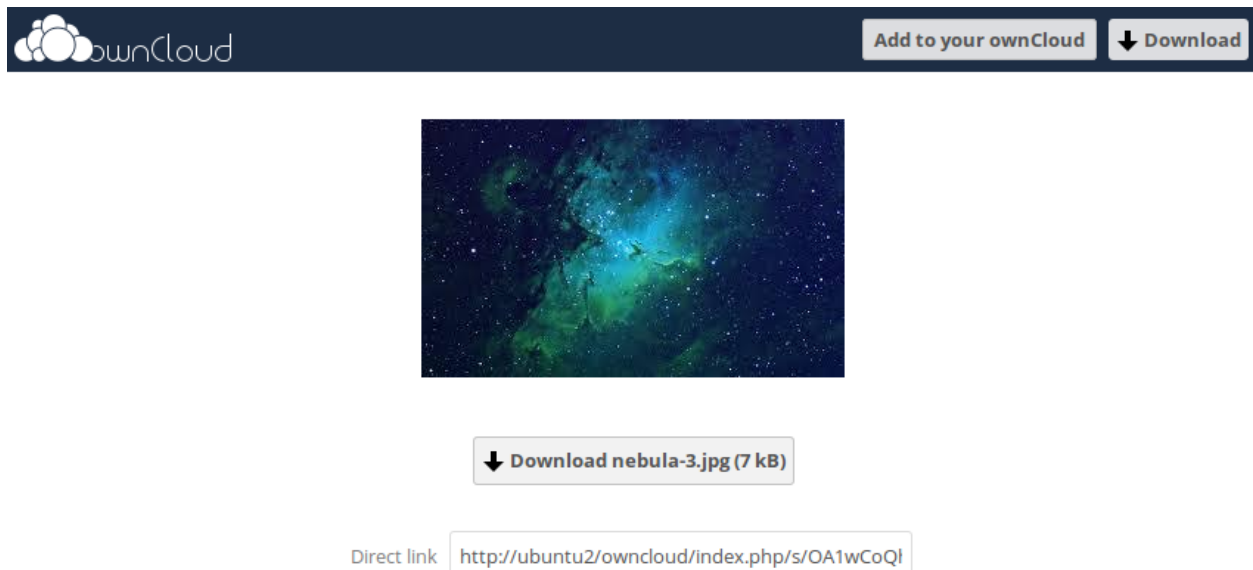 ownCloud
Add to your ownCloud
Download
Download nebula-3.jpg (7 kB)
Direct link
http://ubuntu2/owncloud/index.php/s/OA1wCoQ